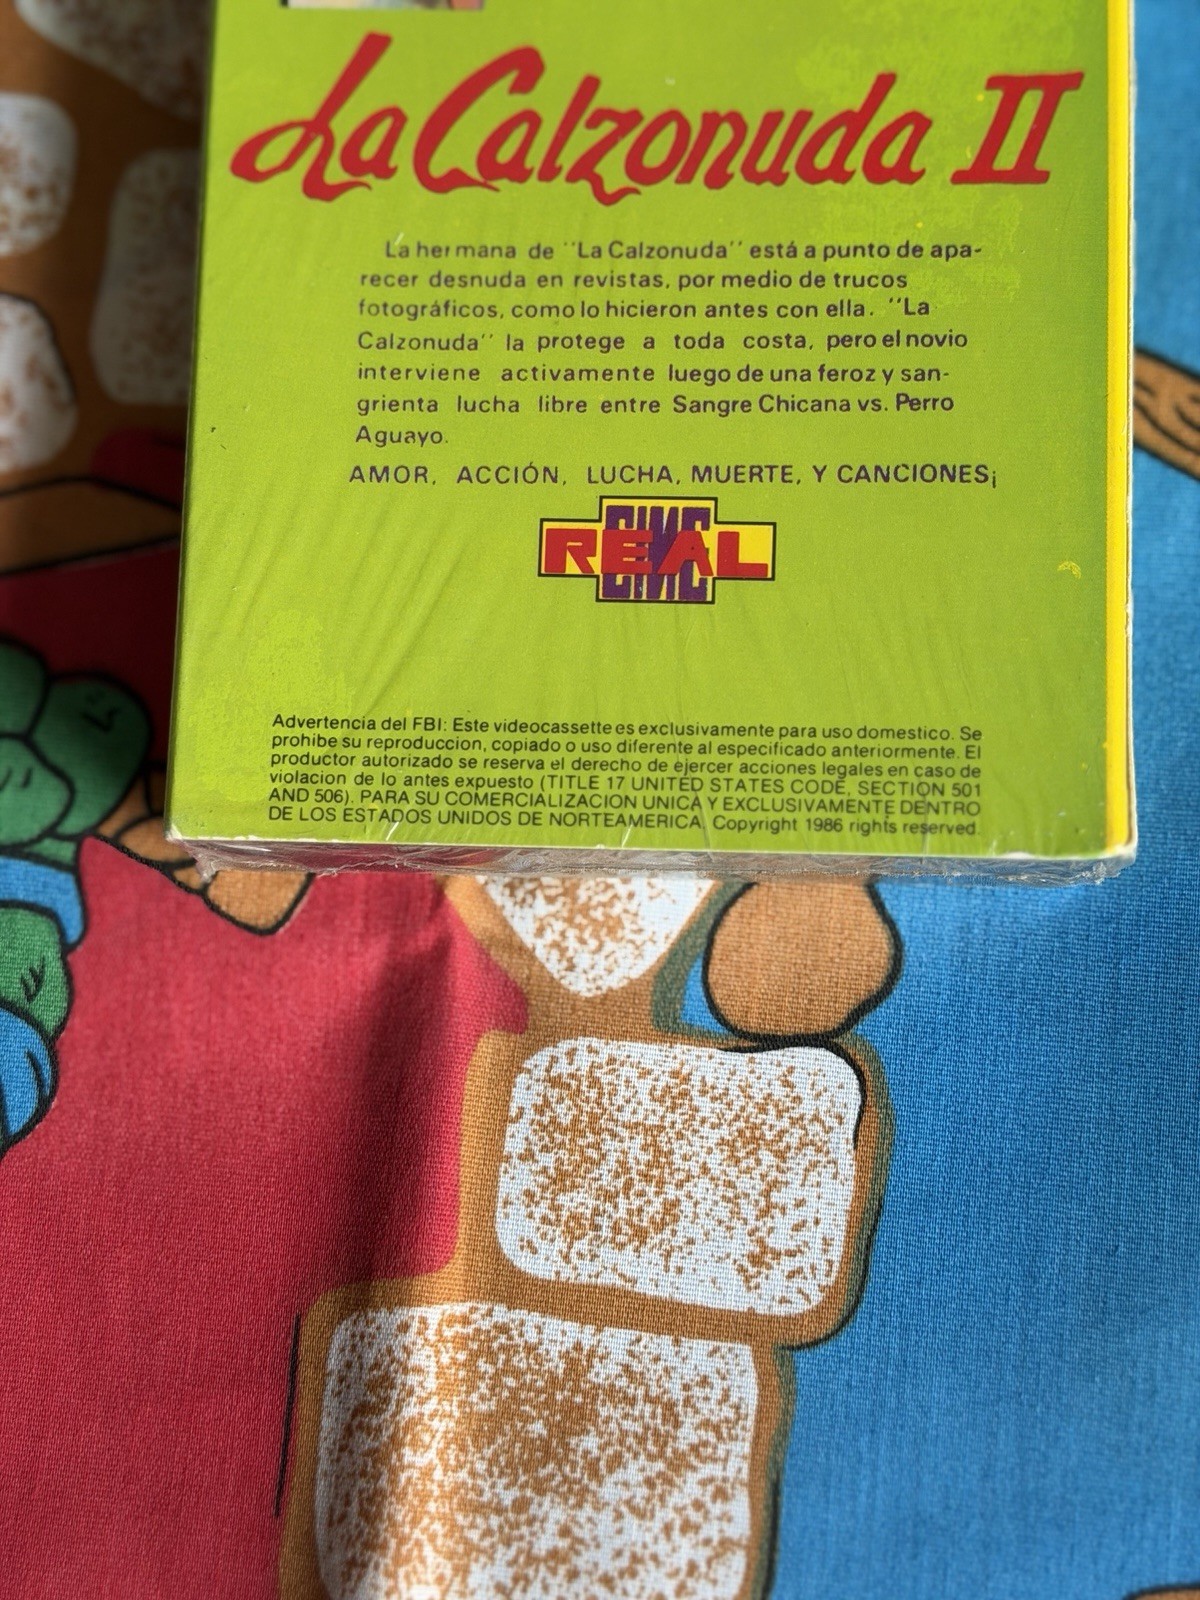 La Calzonuda II
La hermana de "La Calzonuda" está a punto de apa-
recer desnuda en revistas, por medio de trucos
fotográficos, como lo hicieron antes con ella. "La
Calzonuda" la protege a toda costa, pero el novio
interviene activamente luego de una feroz y san-
grienta lucha libre entre Sangre Chicana vs. Perro
Aguayo.
AMOR, ACCIÓN, LUCHA, MUERTE, Y CANCIONES¡
CINE
REAL
Advertencia del FBI: Este videocassette es exclusivamente para uso domestico. Se
prohibe su reproduccion, copiado o uso diferente al especificado anteriormente. El
productor autorizado se reserva el derecho de ejercer acciones legales en caso de
violacion de lo antes expuesto (TITLE 17 UNITED STATES CODE, SECTION 501
AND 506). PARA SU COMERCIALIZACION UNICA Y EXCLUSIVAMENTE DENTRO
DE LOS ESTADOS UNIDOS DE NORTEAMERICA. Copyright 1986 rights reserved.